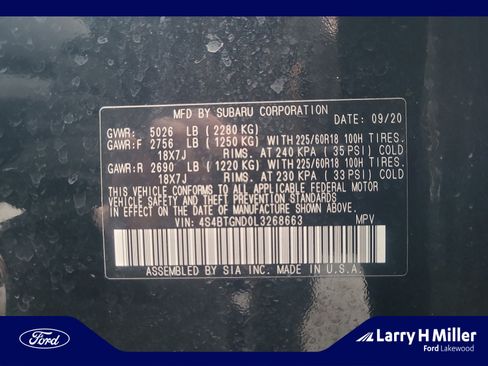 MFD BY SUBARU CORPORATION
DATE: 09/20
GVWR: 5026 LB (2280 KG)
GAWR:F 2756 LB (1250 KG) WITH 225/60R18 100H TIRES.
18X7J RIMS. AT 240 KPA (35 PSI) COLD
GAWR:R 2690 LB (1220 KG) WITH 225/60R18 100H TIRES.
18X7J RIMS. AT 230 KPA (33 PSI) COLD
THIS VEHICLE CONFORMS TO ALL APPLICABLE FEDERAL MOTOR
VEHICLE SAFETY STANDARDS IN EFFECT ON THE DATE OF
MANUFACTURE SHOWN ABOVE.
VIN: 4S4BTGND0L3268663 MPV
ASSEMBLED BY SIA INC. MADE IN U.S.A.
Ford
Larry H Miller
Ford Lakewood